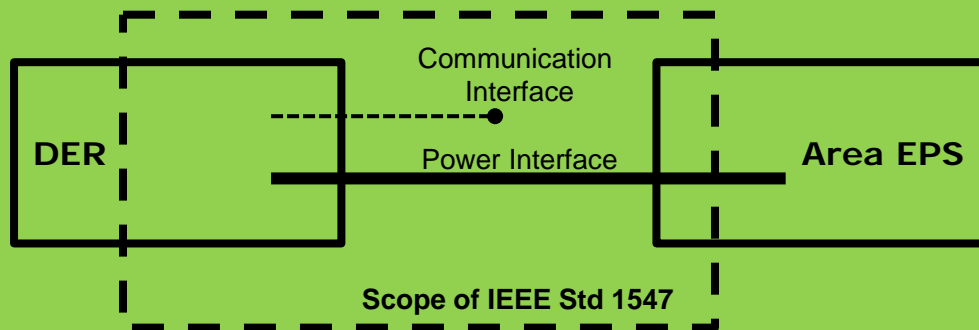 Communication
Interface
DER
Power Interface
Area EPS
Scope of IEEE Std 1547